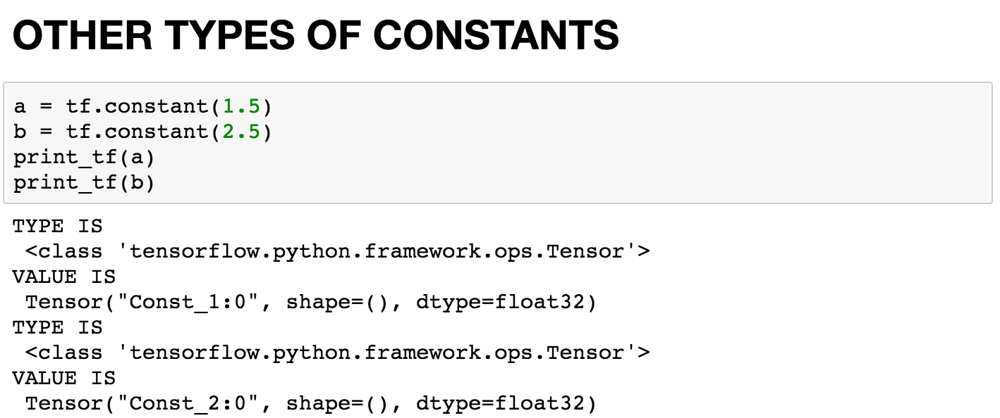 OTHER TYPES OF CONSTANTS
a = tf.constant(1.5)
b = tf.constant(2.5)
print_tf(a)
print_tf(b)
TYPE IS
 <class 'tensorflow.python.framework.ops.Tensor'>
VALUE IS
 Tensor("Const_1:0", shape=(), dtype=float32)
TYPE IS
 <class 'tensorflow.python.framework.ops.Tensor'>
VALUE IS
 Tensor("Const_2:0", shape=(), dtype=float32)